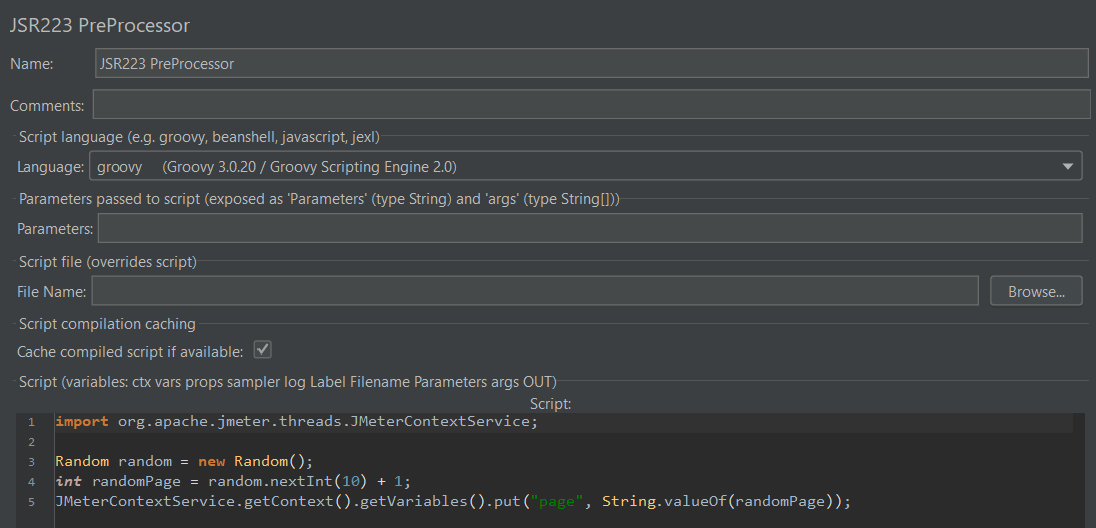 JSR223 PreProcessor
Name: JSR223 PreProcessor
Comments:
Script language (e.g. groovy, beanshell, javascript, jexl)
Language: groovy (Groovy 3.0.20 / Groovy Scripting Engine 2.0)
Parameters passed to script (exposed as 'Parameters' (type String) and 'args' (type String[]))
Parameters:
Script file (overrides script)
File Name: Browse...
Script compilation caching
Cache compiled script if available:
Script (variables: ctx vars props sampler log Label Filename Parameters args OUT)
Script:
1 import org.apache.jmeter.threads.JMeterContextService;
2
3 Random random = new Random();
4 int randomPage = random.nextInt(10) + 1;
5 JMeterContextService.getContext().getVariables().put("page", String.valueOf(randomPage));